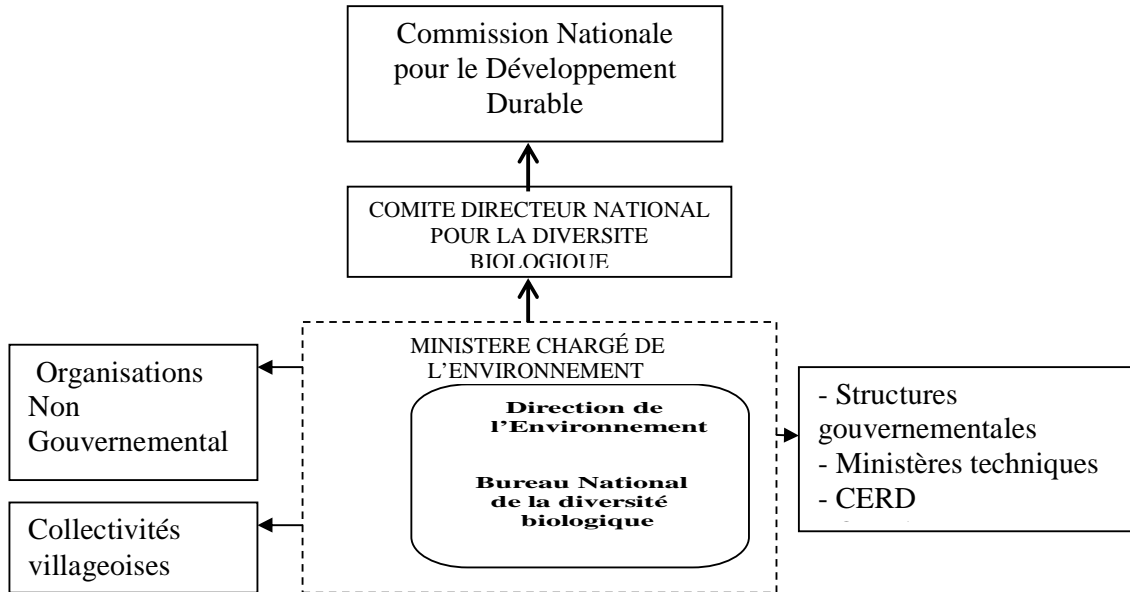 Commission Nationale
pour le Développement
Durable
COMITE DIRECTEUR NATIONAL
POUR LA DIVERSITE
BIOLOGIQUE
MINISTERE CHARGÉ DE
L’ENVIRONNEMENT
Direction de
l’Environnement
Bureau National
de la diversité
biologique
Organisations
Non
Gouvernemental
Collectivités
villageoises
- Structures
gouvernementales
- Ministères techniques
- CERD